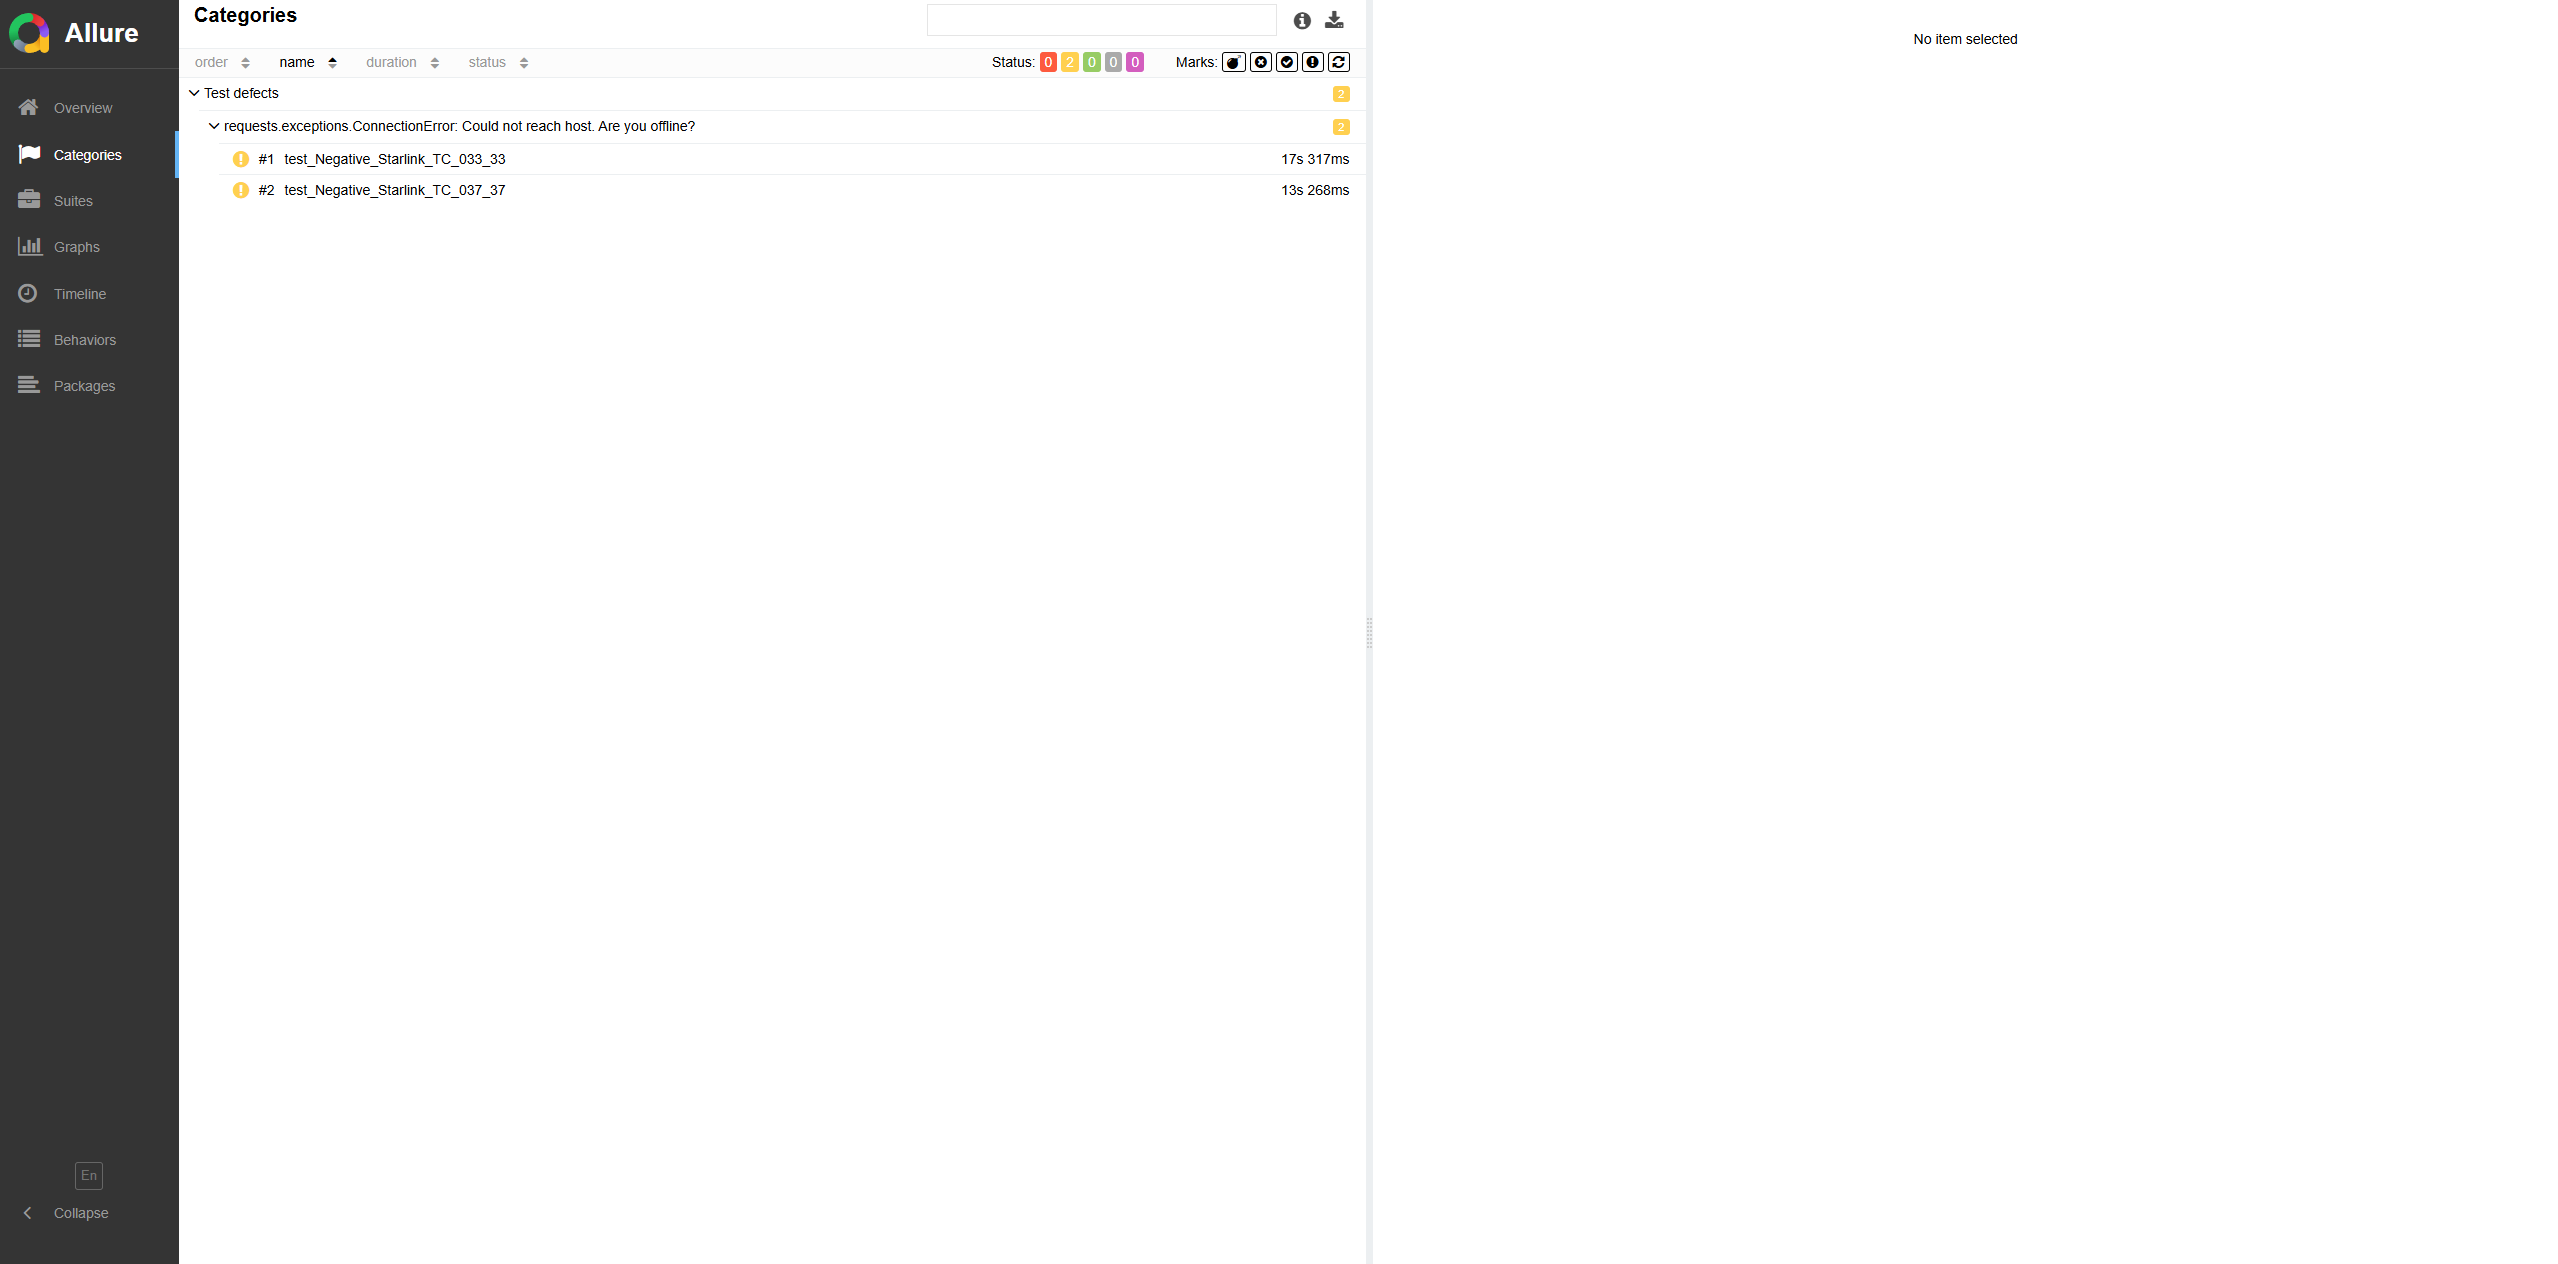 Allure
Overview
Categories
Suites
Graphs
Timeline
Behaviors
Packages
En
Collapse
Categories
order name duration status Status: 0 2 0 0 0 Marks:
Test defects 2
requests.exceptions.ConnectionError: Could not reach host. Are you offline? 2
#1 test_Negative_Starlink_TC_033_33 17s 317ms
#2 test_Negative_Starlink_TC_037_37 13s 268ms
No item selected